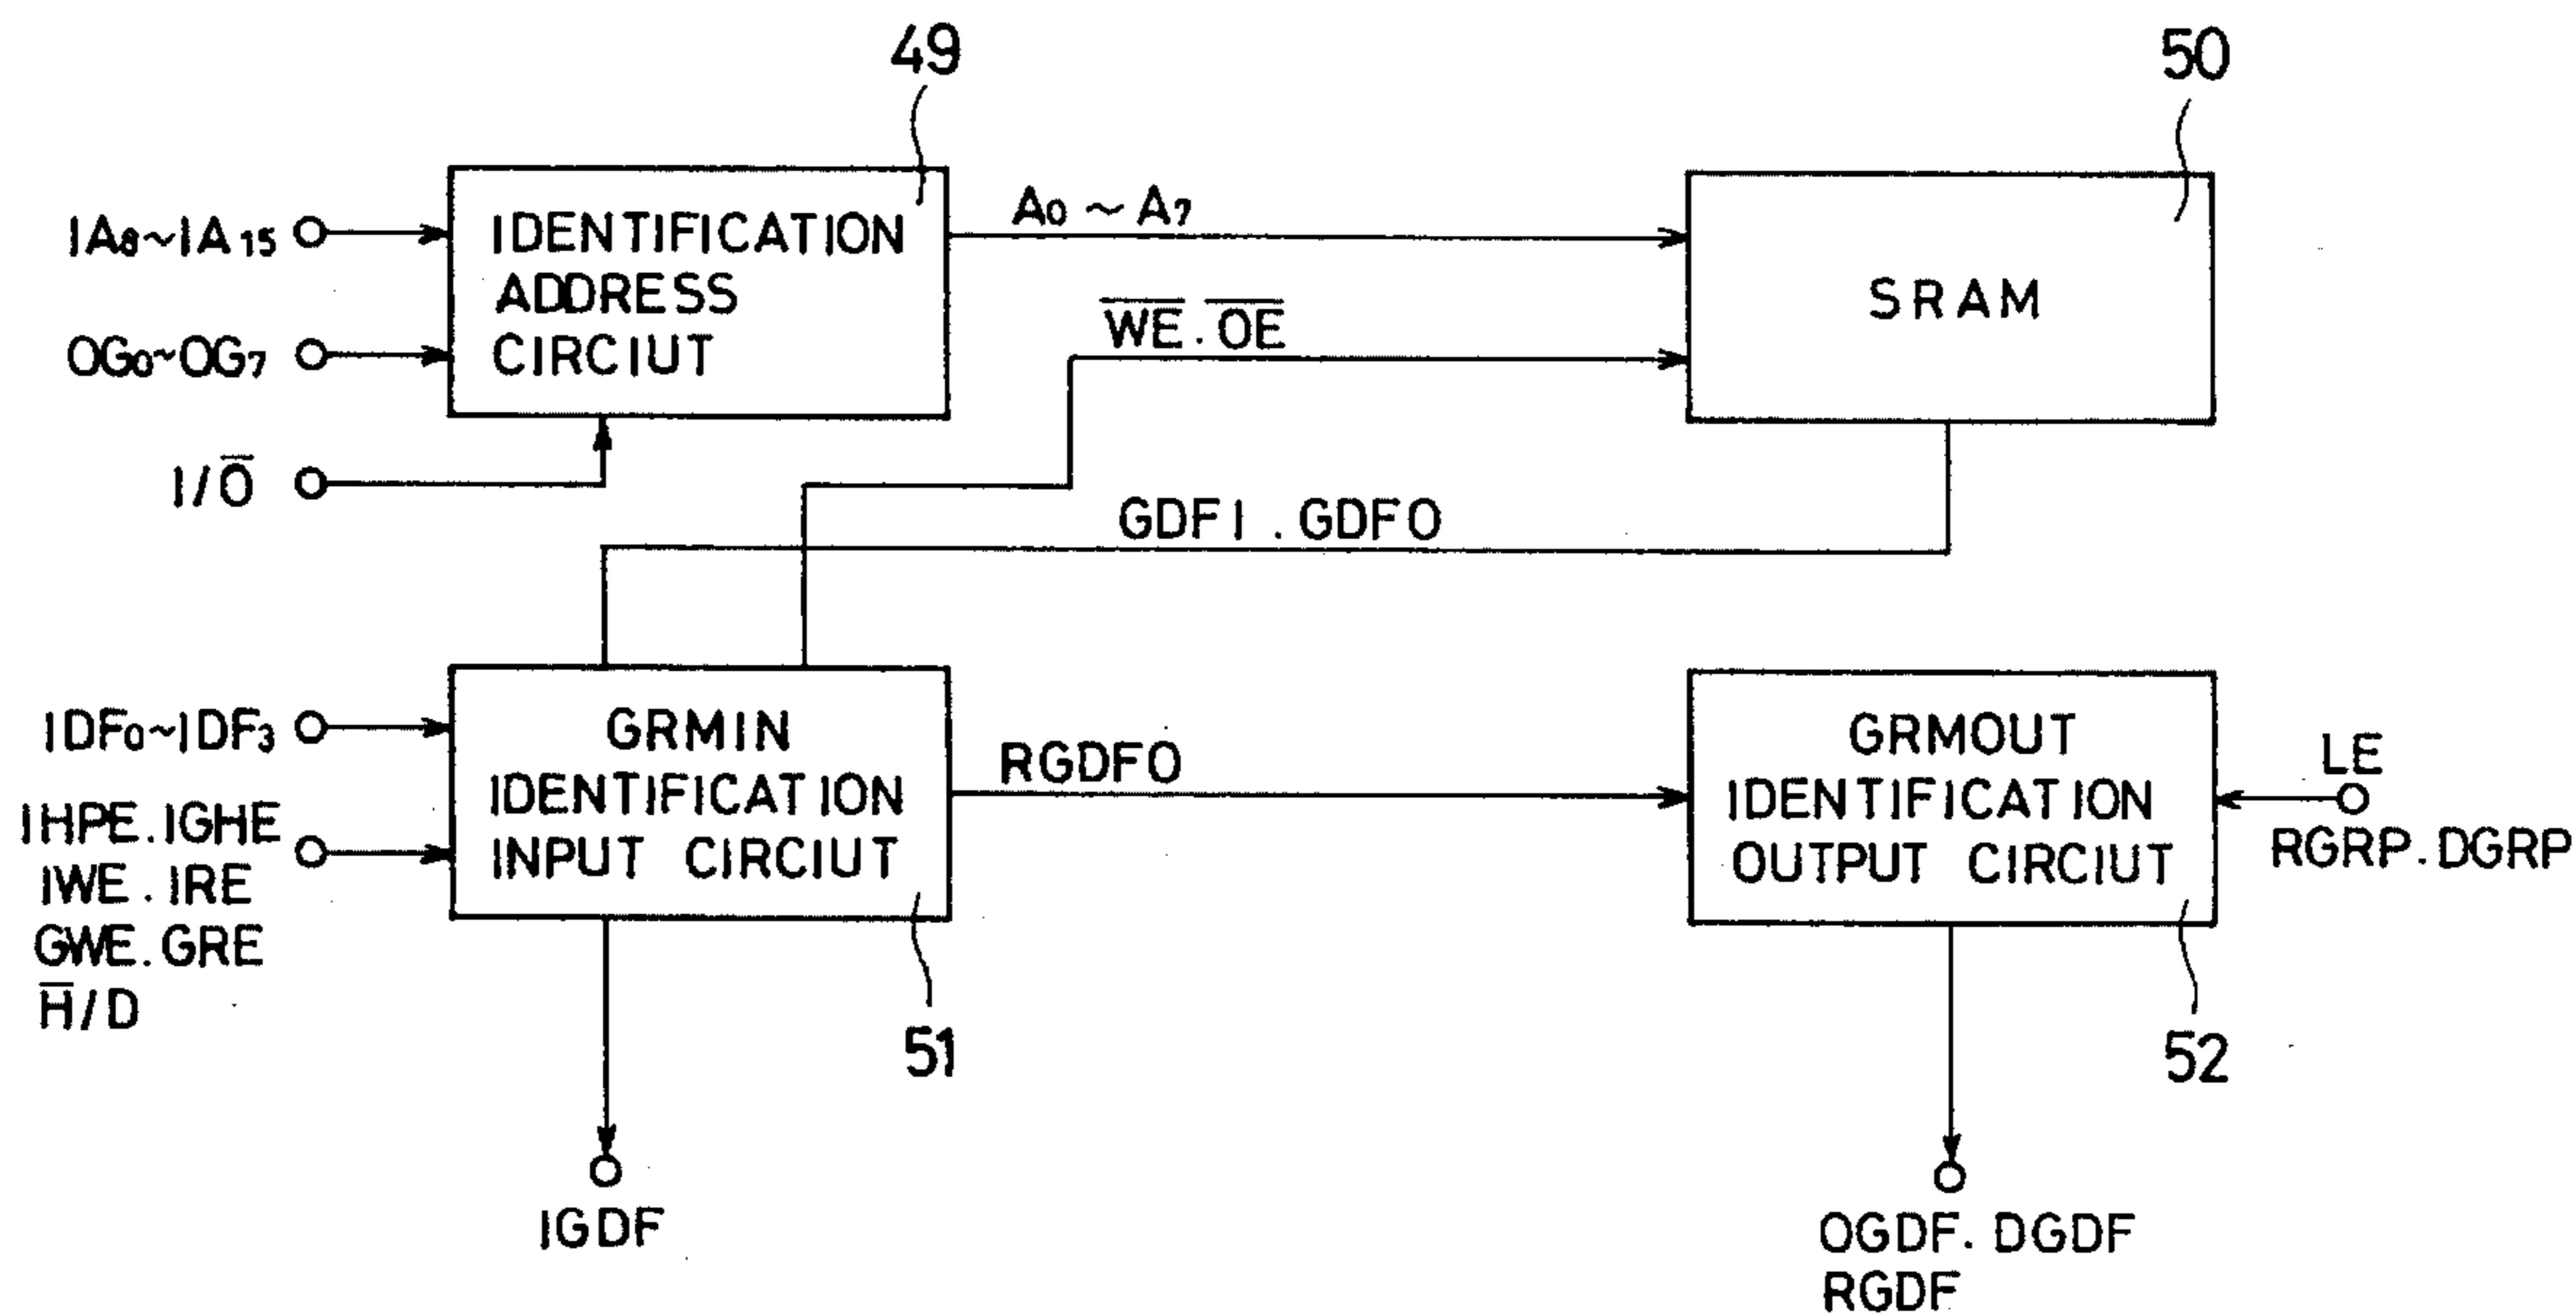 49
50
IA₈~IA₁₅
IDENTIFICATION
ADDRESS
CIRCIUT
A₀ ~ A₇
SRAM
OG₀~OG₇
W̅E̅.O̅E̅
I/O̅
GDFI . GDFO
IDF₀~IDF₃
GRMIN
IDENTIFICATION
INPUT CIRCIUT
RGDFO
GRMOUT
IDENTIFICATION
OUTPUT CIRCIUT
LE
RGRP.DGRP
IHPE.IGHE
IWE.IRE
GWE.GRE
H̅/D
51
52
IGDF
OGDF.DGDF
RGDF